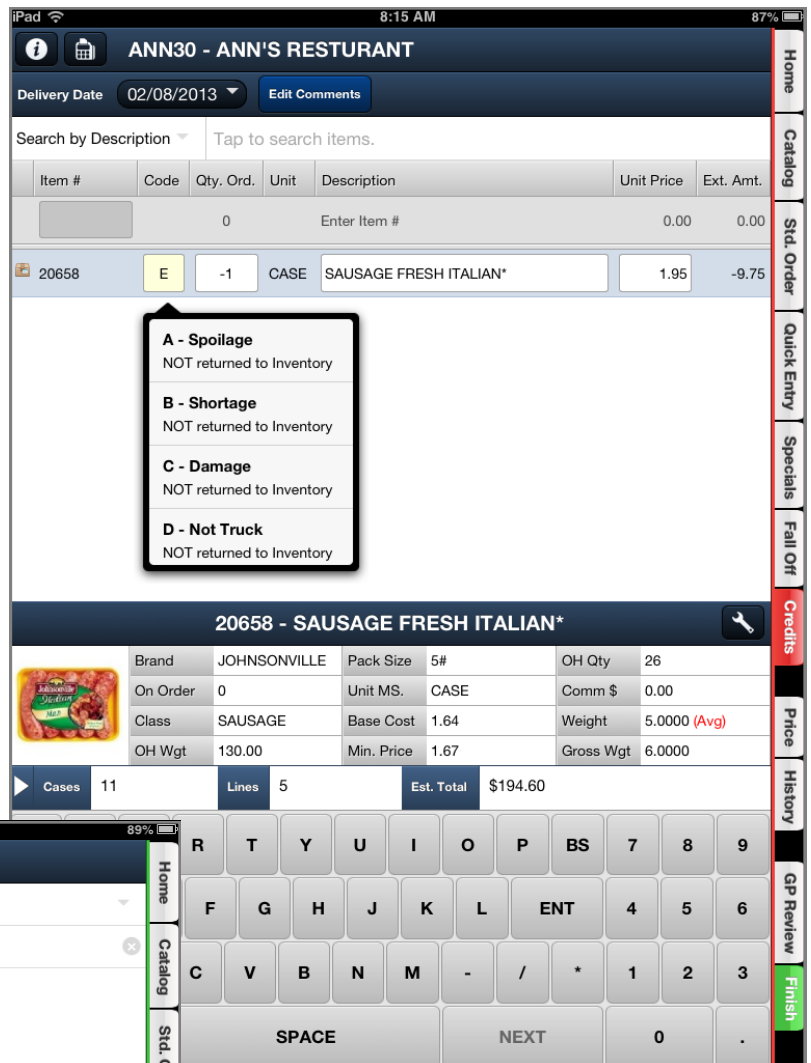 iPad 8:15 AM 87%
ANN30 - ANN'S RESTURANT
Delivery Date 02/08/2013 Edit Comments
Search by Description Tap to search items.
Item # Code Qty. Ord. Unit Description Unit Price Ext. Amt.
0 Enter Item # 0.00 0.00
20658 E -1 CASE SAUSAGE FRESH ITALIAN* 1.95 -9.75
A - Spoilage
NOT returned to Inventory
B - Shortage
NOT returned to Inventory
C - Damage
NOT returned to Inventory
D - Not Truck
NOT returned to Inventory
20658 - SAUSAGE FRESH ITALIAN*
Brand JOHNSONVILLE Pack Size 5# OH Qty 26
On Order 0 Unit MS. CASE Comm $ 0.00
Class SAUSAGE Base Cost 1.64 Weight 5.0000 (Avg)
OH Wgt 130.00 Min. Price 1.67 Gross Wgt 6.0000
Johnsonville
Italian
Mild
Cases 11 Lines 5 Est. Total $194.60
R T Y U I O P BS 7 8 9
F G H J K L ENT 4 5 6
C V B N M - / * 1 2 3
SPACE NEXT 0 .
Home
Catalog
Std. Order
Quick Entry
Specials
Fall Off
Credits
Price
History
GP Review
Finish
89%
Home
Catalog
Std.